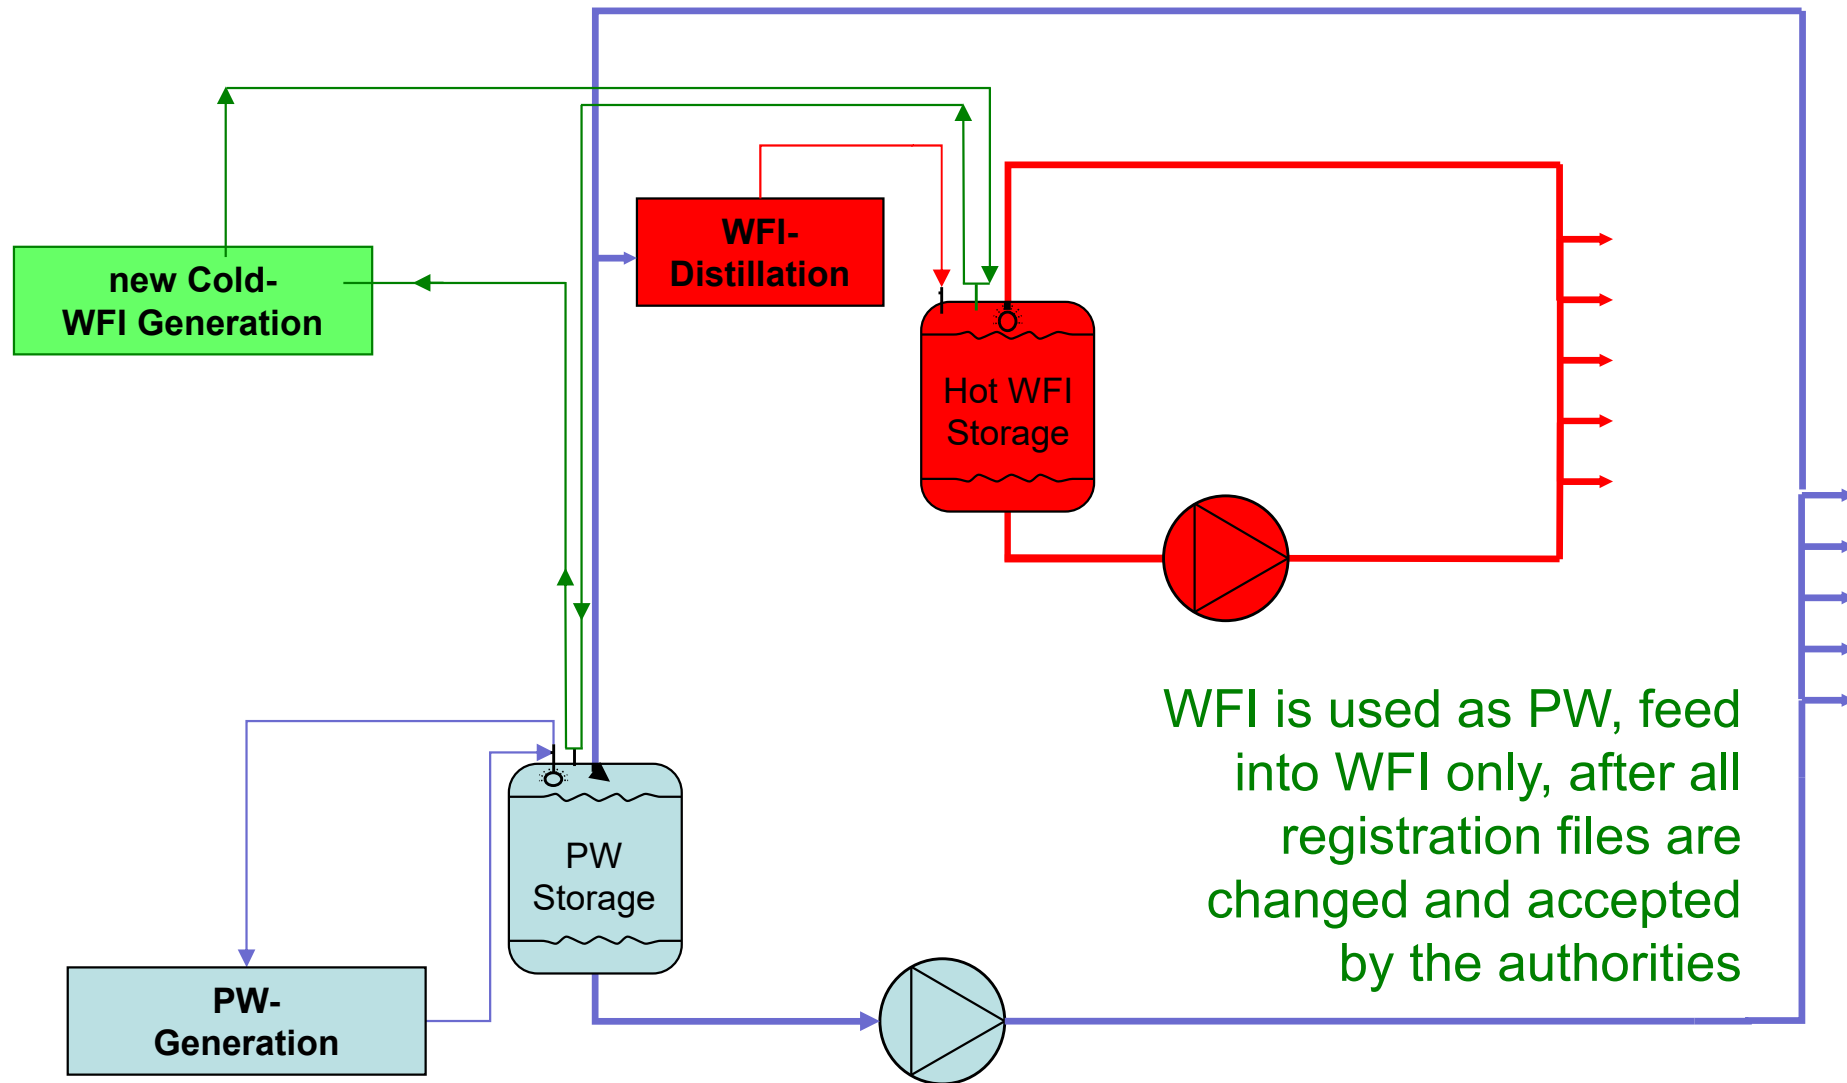 WFI-
Distillation
new Cold-
WFI Generation
Hot WFI
Storage
WFI is used as PW, feed
into WFI only, after all
registration files are
changed and accepted
by the authorities
PW
Storage
PW-
Generation